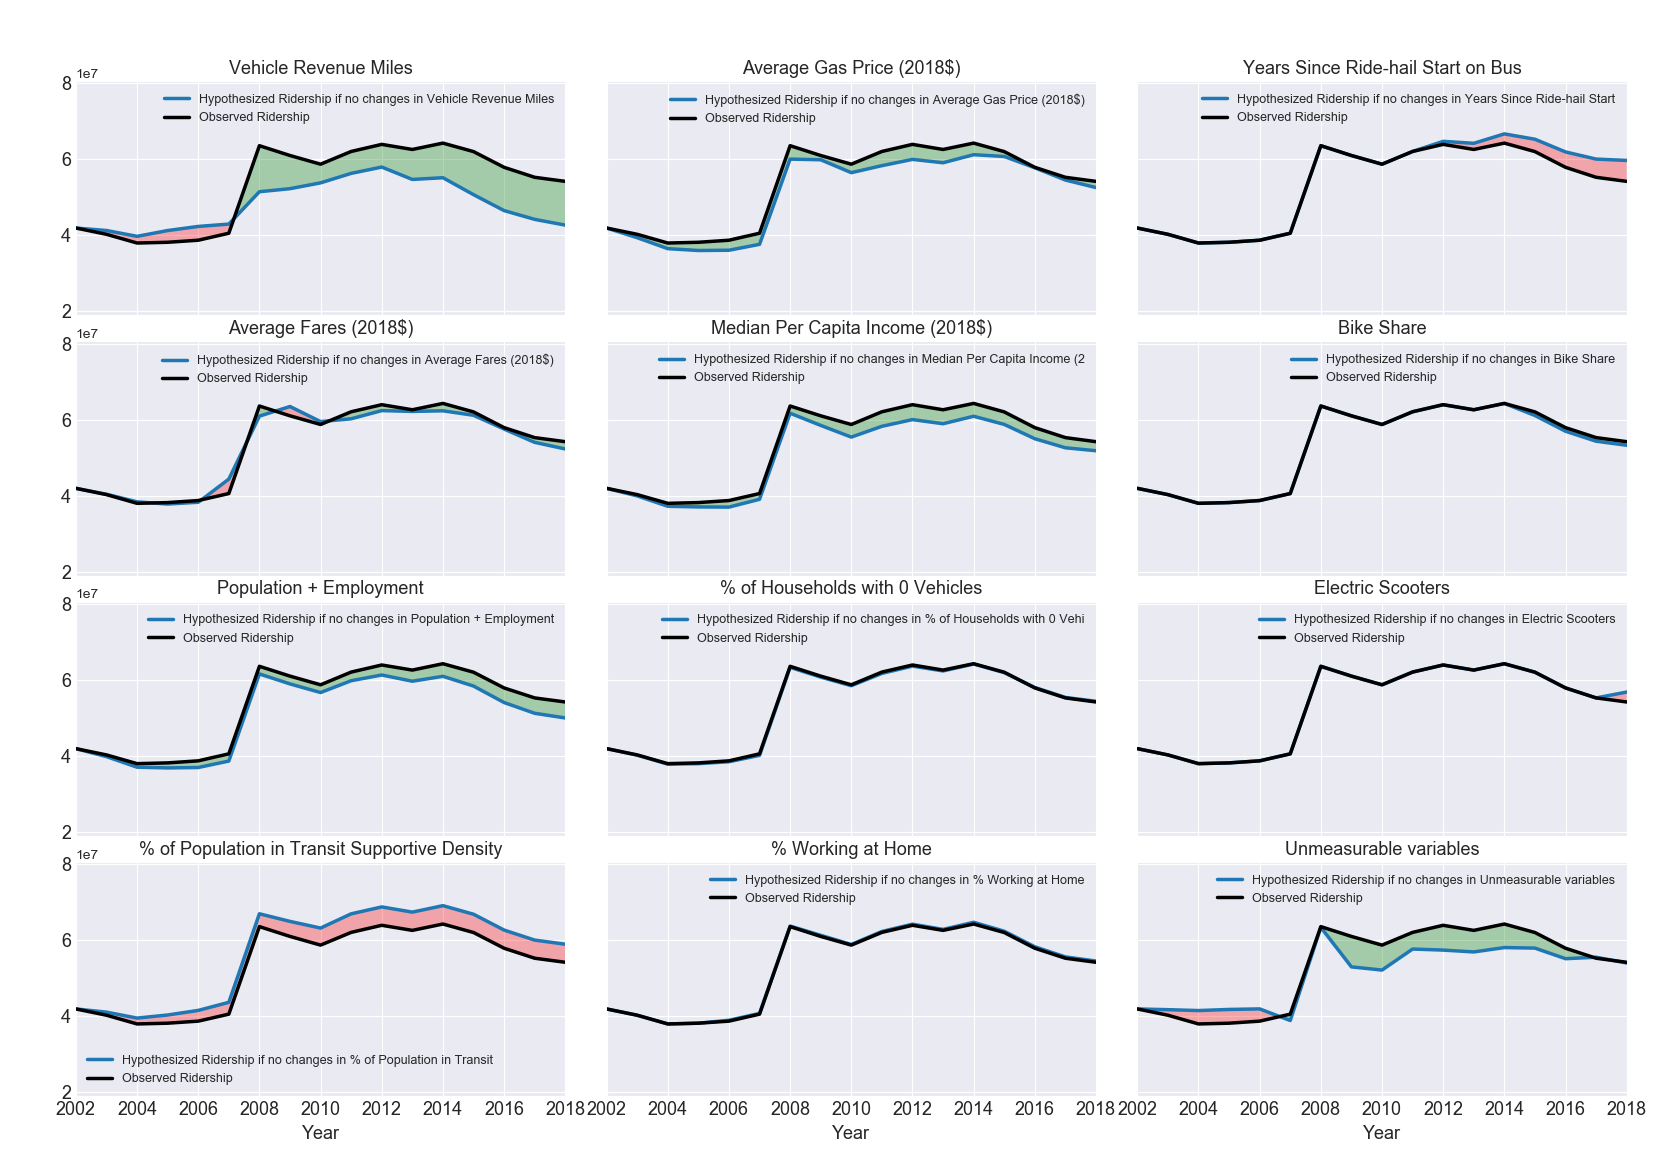 Vehicle Revenue Miles
1e7
8
6
4
2
Hypothesized Ridership if no changes in Vehicle Revenue Miles
Observed Ridership
Average Gas Price (2018$)
Hypothesized Ridership if no changes in Average Gas Price (2018$)
Observed Ridership
Years Since Ride-hail Start on Bus
Hypothesized Ridership if no changes in Years Since Ride-hail Start
Observed Ridership
Average Fares (2018$)
1e7
8
6
4
2
Hypothesized Ridership if no changes in Average Fares (2018$)
Observed Ridership
Median Per Capita Income (2018$)
Hypothesized Ridership if no changes in Median Per Capita Income (2
Observed Ridership
Bike Share
Hypothesized Ridership if no changes in Bike Share
Observed Ridership
Population + Employment
1e7
8
6
4
2
Hypothesized Ridership if no changes in Population + Employment
Observed Ridership
% of Households with 0 Vehicles
Hypothesized Ridership if no changes in % of Households with 0 Vehi
Observed Ridership
Electric Scooters
Hypothesized Ridership if no changes in Electric Scooters
Observed Ridership
% of Population in Transit Supportive Density
1e7
8
6
4
2
Hypothesized Ridership if no changes in % of Population in Transit
Observed Ridership
2002 2004 2006 2008 2010 2012 2014 2016 2018
Year
% Working at Home
Hypothesized Ridership if no changes in % Working at Home
Observed Ridership
2002 2004 2006 2008 2010 2012 2014 2016 2018
Year
Unmeasurable variables
Hypothesized Ridership if no changes in Unmeasurable variables
Observed Ridership
2002 2004 2006 2008 2010 2012 2014 2016 2018
Year